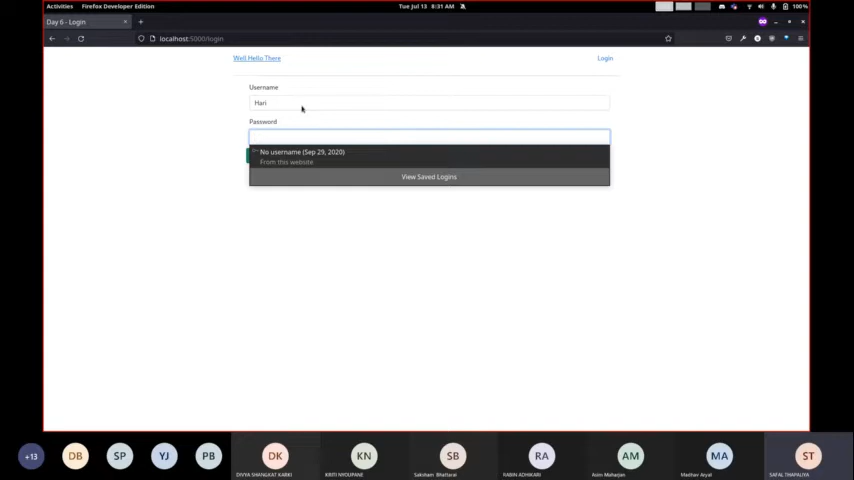 Activities Firefox Developer Edition Tue Jul 13 8:31 AM 100%
Day 6 - Login
localhost:5000/login
Well Hello There Login
Username
Hari
Password
No username (Sep 29, 2020)
From this website
View Saved Logins
+13 DB SP YJ PB DK KN SB RA AM MA ST
DIVYA SHANGKAT KARKI KRITI NYOUPANE Saksham Bhattarai RABIN ADHIKARI Asim Maharjan Madhav Aryal SAFAL THAPALIYA